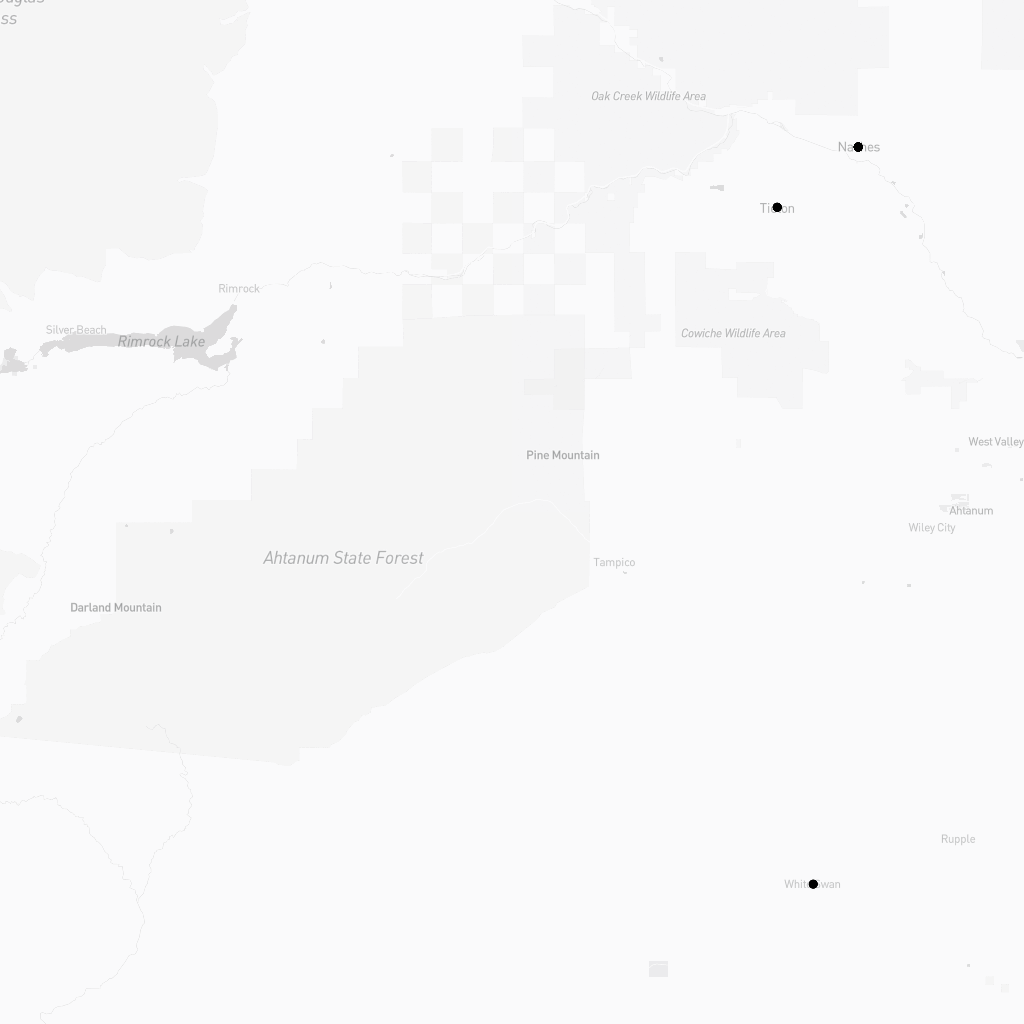 ss
Oak Creek Wildlife Area
Rimrock
Silver Beach
Rimrock Lake
Cowiche Wildlife Area
West Valley
Pine Mountain
Ahtanum
Wiley City
Ahtanum State Forest
Tampico
Darland Mountain
Rupple